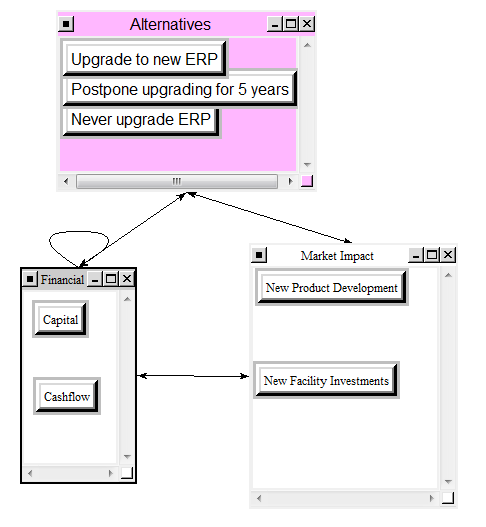 Alternatives
Upgrade to new ERP
Postpone upgrading for 5 years
Never upgrade ERP
Financial
Capital
Cashflow
Market Impact
New Product Development
New Facility Investments